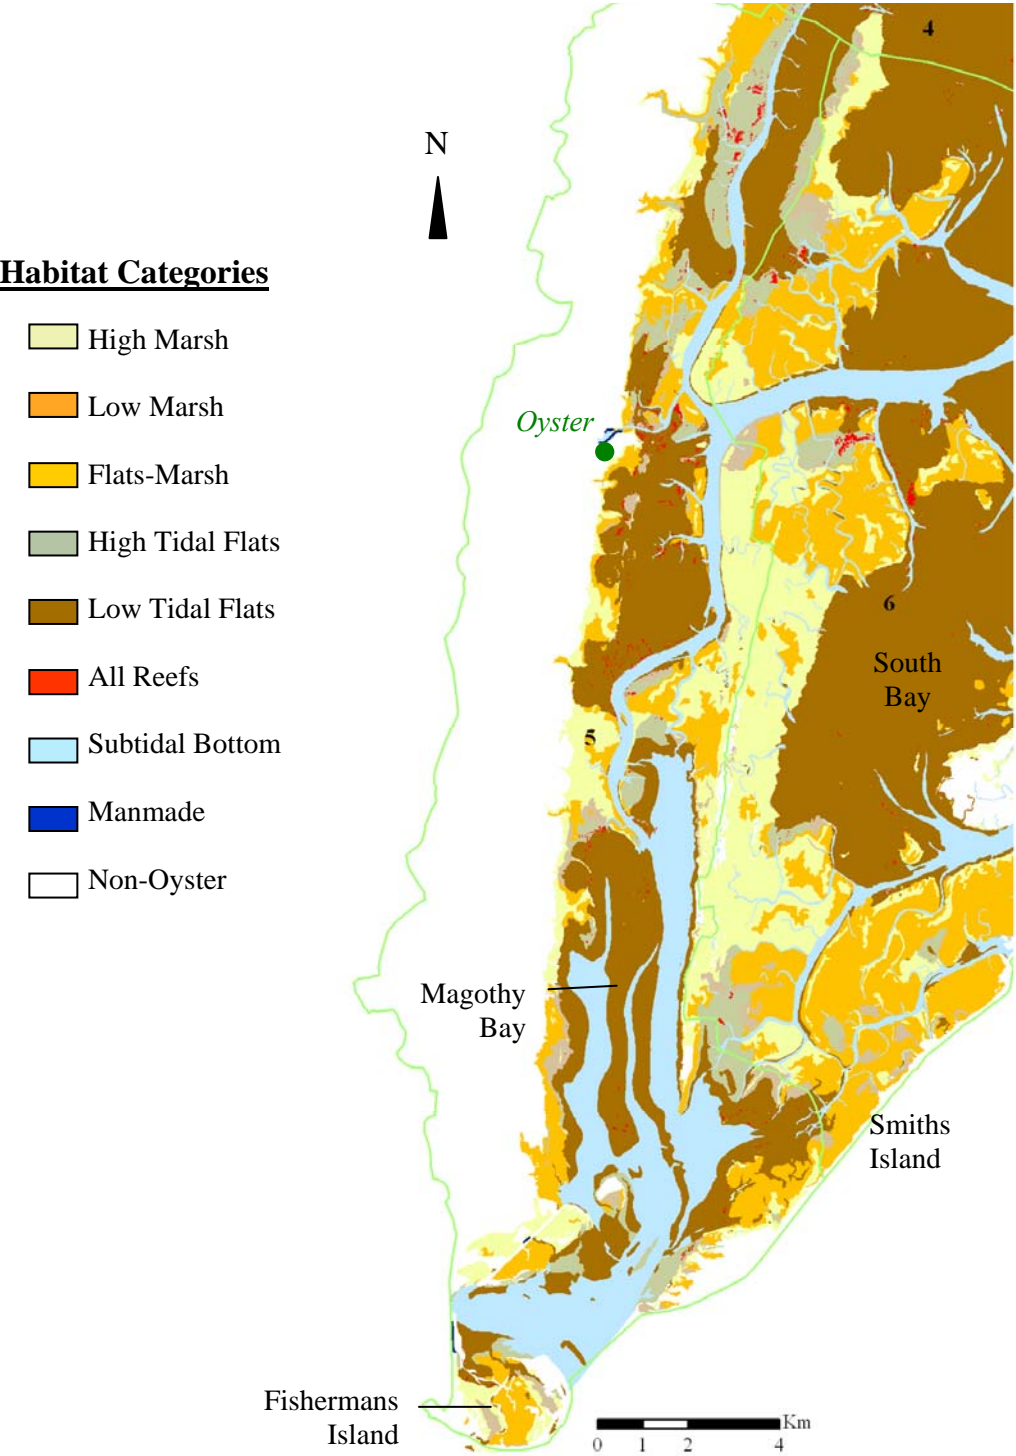 4
N
Habitat Categories
High Marsh
Low Marsh
Flats-Marsh
High Tidal Flats
Low Tidal Flats
All Reefs
Subtidal Bottom
Manmade
Non-Oyster
Oyster
6
South
Bay
5
Magothy
Bay
Smiths
Island
Fishermans
Island
Km
0 1 2 4